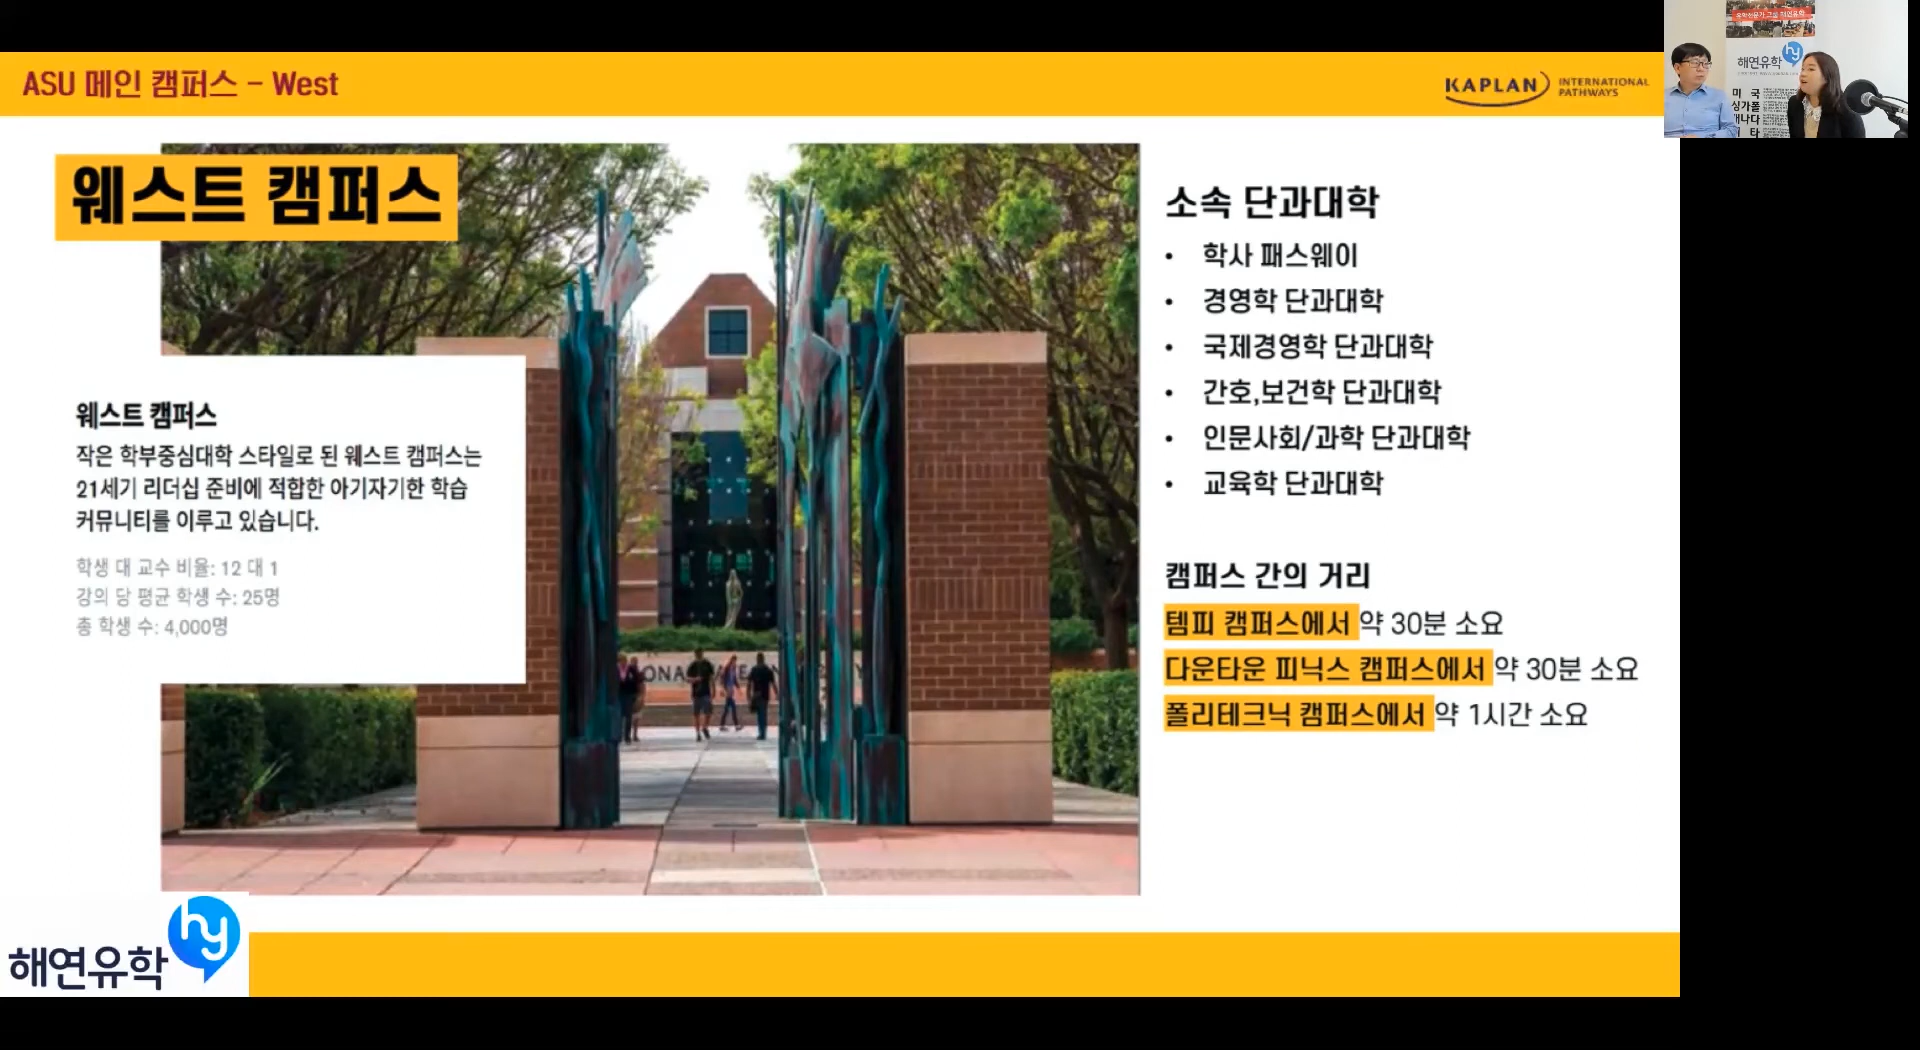 ASU 메인 캠퍼스 – West
KAPLAN INTERNATIONAL PATHWAYS
웨스트 캠퍼스
웨스트 캠퍼스
작은 학부중심대학 스타일로 된 웨스트 캠퍼스는
21세기 리더십 준비에 적합한 아기자기한 학습
커뮤니티를 이루고 있습니다.
학생 대 교수 비율: 12 대 1
강의 당 평균 학생 수: 25명
총 학생 수: 4,000명
소속 단과대학
• 학사 패스웨이
• 경영학 단과대학
• 국제경영학 단과대학
• 간호,보건학 단과대학
• 인문사회/과학 단과대학
• 교육학 단과대학
캠퍼스 간의 거리
템피 캠퍼스에서 약 30분 소요
다운타운 피닉스 캠퍼스에서 약 30분 소요
폴리테크닉 캠퍼스에서 약 1시간 소요
해연유학
hy
해연유학
hy
미 국
싱가폴
캐나다